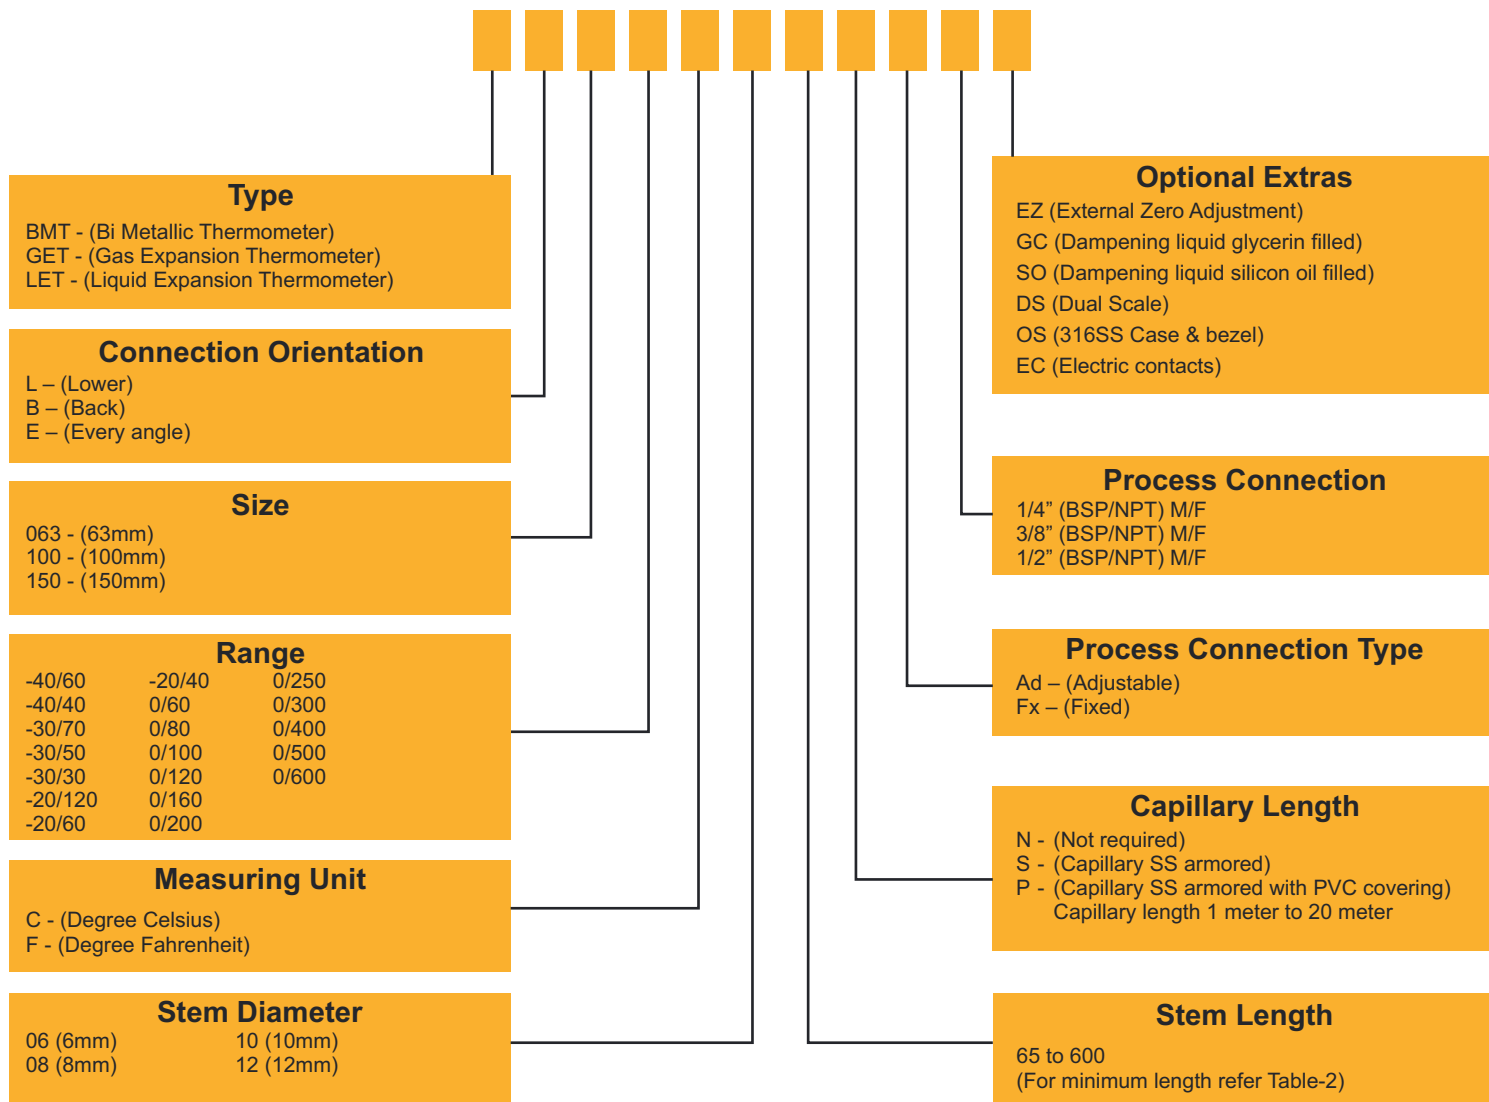 Type
BMT - (Bi Metallic Thermometer)
GET - (Gas Expansion Thermometer)
LET - (Liquid Expansion Thermometer)
Connection Orientation
L – (Lower)
B – (Back)
E – (Every angle)
Size
063 - (63mm)
100 - (100mm)
150 - (150mm)
Range
-40/60 -20/40 0/250
-40/40 0/60 0/300
-30/70 0/80 0/400
-30/50 0/100 0/500
-30/30 0/120 0/600
-20/120 0/160
-20/60 0/200
Measuring Unit
C - (Degree Celsius)
F - (Degree Fahrenheit)
Stem Diameter
06 (6mm) 10 (10mm)
08 (8mm) 12 (12mm)
Optional Extras
EZ (External Zero Adjustment)
GC (Dampening liquid glycerin filled)
SO (Dampening liquid silicon oil filled)
DS (Dual Scale)
OS (316SS Case & bezel)
EC (Electric contacts)
Process Connection
1/4” (BSP/NPT) M/F
3/8” (BSP/NPT) M/F
1/2” (BSP/NPT) M/F
Process Connection Type
Ad – (Adjustable)
Fx – (Fixed)
Capillary Length
N - (Not required)
S - (Capillary SS armored)
P - (Capillary SS armored with PVC covering)
Capillary length 1 meter to 20 meter
Stem Length
65 to 600
(For minimum length refer Table-2)